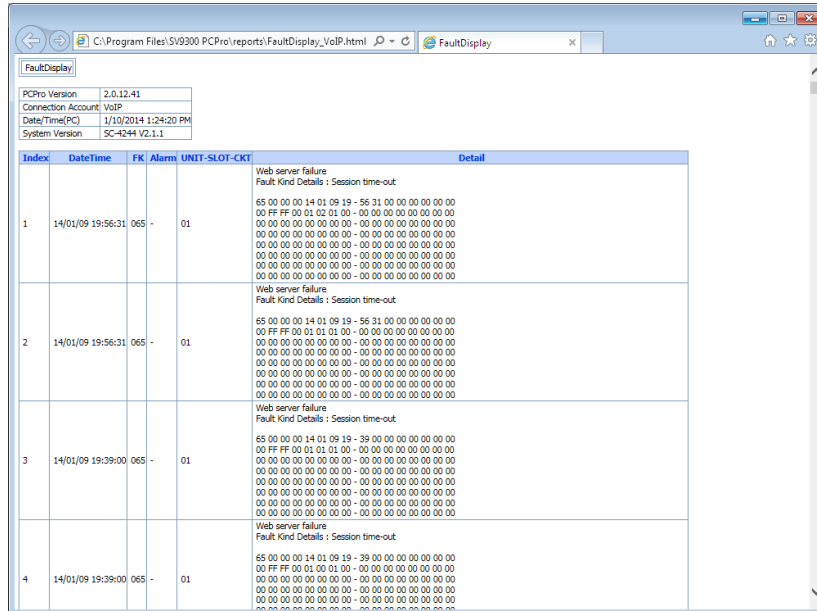 C:\Program Files\SV9300 PCPro\reports\FaultDisplay_VoIP.html
FaultDisplay
FaultDisplay
PCPro Version 2.0.12.41
Connection Account VoIP
Date/Time(PC) 1/10/2014 1:24:20 PM
System Version SC-4244 V2.1.1
Index DateTime FK Alarm UNIT-SLOT-CKT Detail
Web server failure
Fault Kind Details : Session time-out
65 00 00 00 14 01 09 19 - 56 31 00 00 00 00 00 00
00 FF FF 00 01 02 01 00 - 00 00 00 00 00 00 00 00
1 14/01/09 19:56:31 065 - 01
00 00 00 00 00 00 00 00 - 00 00 00 00 00 00 00 00
00 00 00 00 00 00 00 00 - 00 00 00 00 00 00 00 00
00 00 00 00 00 00 00 00 - 00 00 00 00 00 00 00 00
00 00 00 00 00 00 00 00 - 00 00 00 00 00 00 00 00
00 00 00 00 00 00 00 00 - 00 00 00 00 00 00 00 00
00 00 00 00 00 00 00 00 - 00 00 00 00 00 00 00 00
Web server failure
Fault Kind Details : Session time-out
65 00 00 00 14 01 09 19 - 56 31 00 00 00 00 00 00
00 FF FF 00 01 01 01 00 - 00 00 00 00 00 00 00 00
2 14/01/09 19:56:31 065 - 01
00 00 00 00 00 00 00 00 - 00 00 00 00 00 00 00 00
00 00 00 00 00 00 00 00 - 00 00 00 00 00 00 00 00
00 00 00 00 00 00 00 00 - 00 00 00 00 00 00 00 00
00 00 00 00 00 00 00 00 - 00 00 00 00 00 00 00 00
00 00 00 00 00 00 00 00 - 00 00 00 00 00 00 00 00
00 00 00 00 00 00 00 00 - 00 00 00 00 00 00 00 00
Web server failure
Fault Kind Details : Session time-out
65 00 00 00 14 01 09 19 - 39 00 00 00 00 00 00 00
00 FF FF 00 01 01 01 00 - 00 00 00 00 00 00 00 00
3 14/01/09 19:39:00 065 - 01
00 00 00 00 00 00 00 00 - 00 00 00 00 00 00 00 00
00 00 00 00 00 00 00 00 - 00 00 00 00 00 00 00 00
00 00 00 00 00 00 00 00 - 00 00 00 00 00 00 00 00
00 00 00 00 00 00 00 00 - 00 00 00 00 00 00 00 00
00 00 00 00 00 00 00 00 - 00 00 00 00 00 00 00 00
00 00 00 00 00 00 00 00 - 00 00 00 00 00 00 00 00
Web server failure
Fault Kind Details : Session time-out
65 00 00 00 14 01 09 19 - 39 00 00 00 00 00 00 00
00 FF FF 00 01 00 01 00 - 00 00 00 00 00 00 00 00
4 14/01/09 19:39:00 065 - 01
00 00 00 00 00 00 00 00 - 00 00 00 00 00 00 00 00
00 00 00 00 00 00 00 00 - 00 00 00 00 00 00 00 00
00 00 00 00 00 00 00 00 - 00 00 00 00 00 00 00 00